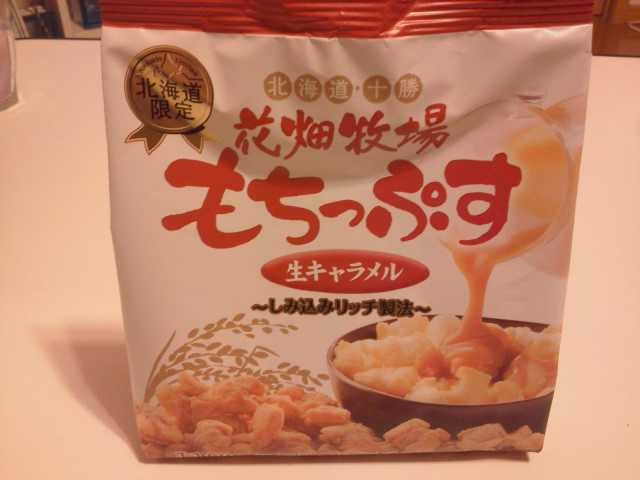 北海道
限定
北海道・十勝
花畑牧場
もちっぷす
生キャラメル
～しみ込みリッチ製法～